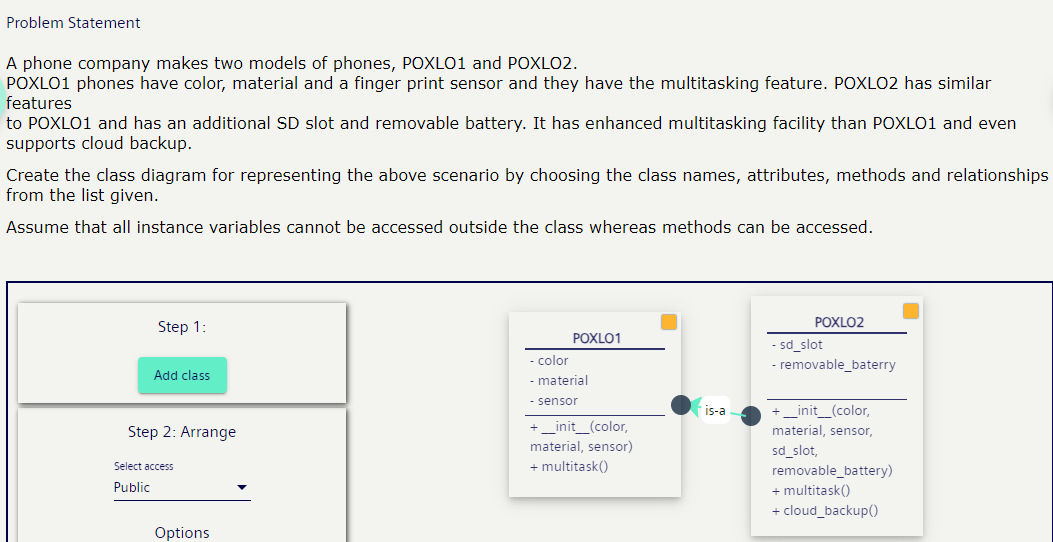 Problem Statement
A phone company makes two models of phones, POXLO1 and POXLO2.
POXLO1 phones have color, material and a finger print sensor and they have the multitasking feature. POXLO2 has similar
features
to POXLO1 and has an additional SD slot and removable battery. It has enhanced multitasking facility than POXLO1 and even
supports cloud backup.
Create the class diagram for representing the above scenario by choosing the class names, attributes, methods and relationships
from the list given.
Assume that all instance variables cannot be accessed outside the class whereas methods can be accessed.
Step 1:
Add class
Step 2: Arrange
Select access
Public
Options
POXLO1
- color
- material
- sensor
+ __init__(color,
material, sensor)
+ multitask()
is-a
POXLO2
- sd_slot
- removable_baterry
+ __init__(color,
material, sensor,
sd_slot,
removable_battery)
+ multitask()
+ cloud_backup()